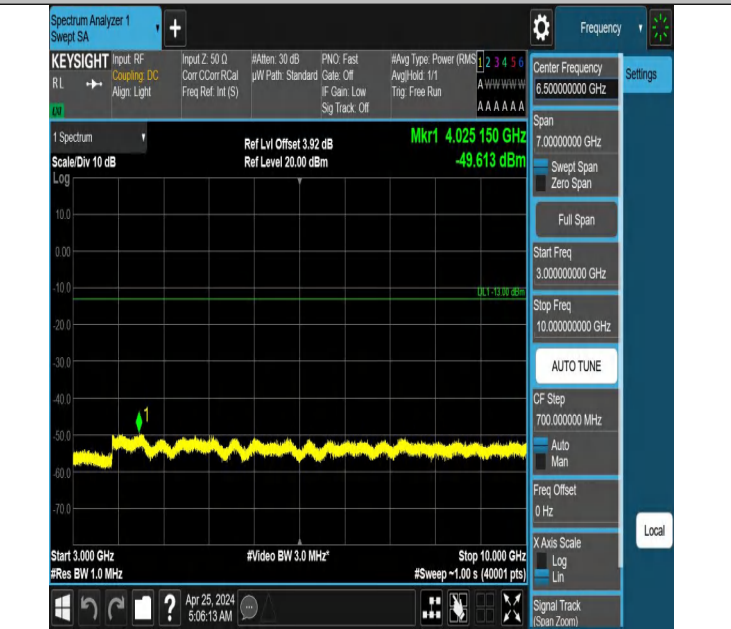 Spectrum Analyzer 1
Swept SA
+
Frequency
KEYSIGHT
RL
Input: RF
Coupling: DC
Align: Light
Input Z: 50 Ω
Corr CCorr RCal
Freq Ref: Int (S)
#Atten: 30 dB
µW Path: Standard
PNO: Fast
Gate: Off
IF Gain: Low
Sig Track: Off
#Avg Type: Power (RMS
Avg|Hold: 1/1
Trig: Free Run
1 2 3 4 5 6
A W W W W W
A A A A A A
1 Spectrum
Scale/Div 10 dB
Log
Ref Lvl Offset 3.92 dB
Ref Level 20.00 dBm
Mkr1 4.025 150 GHz
-49.613 dBm
10.0
0.00
-10.0
DL1 -13.00 dBm
-20.0
-30.0
-40.0
1
-50.0
-60.0
-70.0
Start 3.000 GHz
#Res BW 1.0 MHz
#Video BW 3.0 MHz*
Stop 10.000 GHz
#Sweep ~1.00 s (40001 pts)
Apr 25, 2024
5:06:13 AM
?
Center Frequency
6.500000000 GHz
Settings
Span
7.00000000 GHz
Swept Span
Zero Span
Full Span
Start Freq
3.000000000 GHz
Stop Freq
10.000000000 GHz
AUTO TUNE
CF Step
700.000000 MHz
Auto
Man
Freq Offset
0 Hz
X Axis Scale
Log
Lin
Local
Signal Track
(Span Zoom)